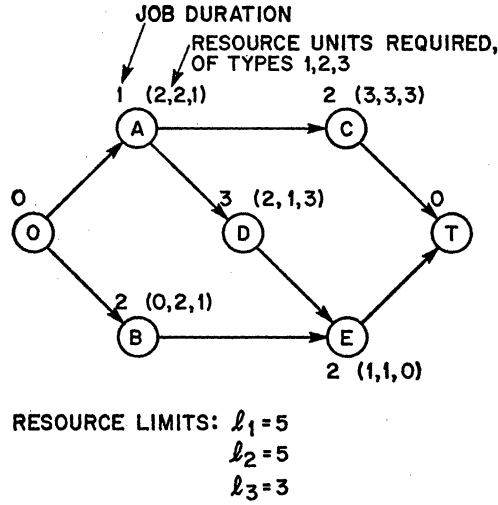 JOB DURATION
RESOURCE UNITS REQUIRED,
OF TYPES 1,2,3
1 (2,2,1)
2 (3,3,3)
A
C
0
3 (2,1,3)
0
O
D
T
2 (0,2,1)
B
E
2 (1,1,0)
RESOURCE LIMITS: ℓ1=5
ℓ2=5
ℓ3=3